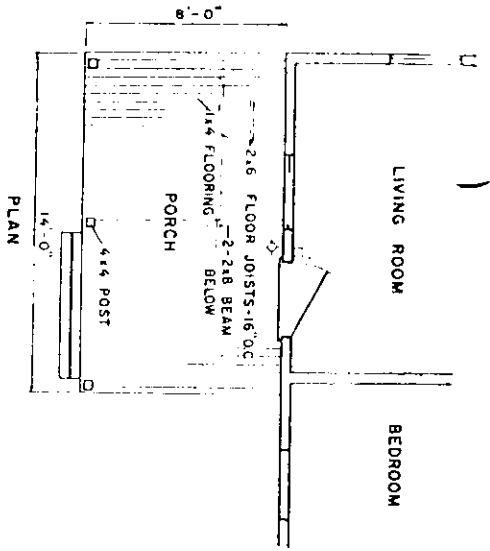 LIVING ROOM
BEDROOM
8'-0"
2x6 FLOOR JOISTS-16"O.C
2-2x8 BEAM
BELOW
1x4 FLOORING
PORCH
4x4 POST
14'-0"
PLAN